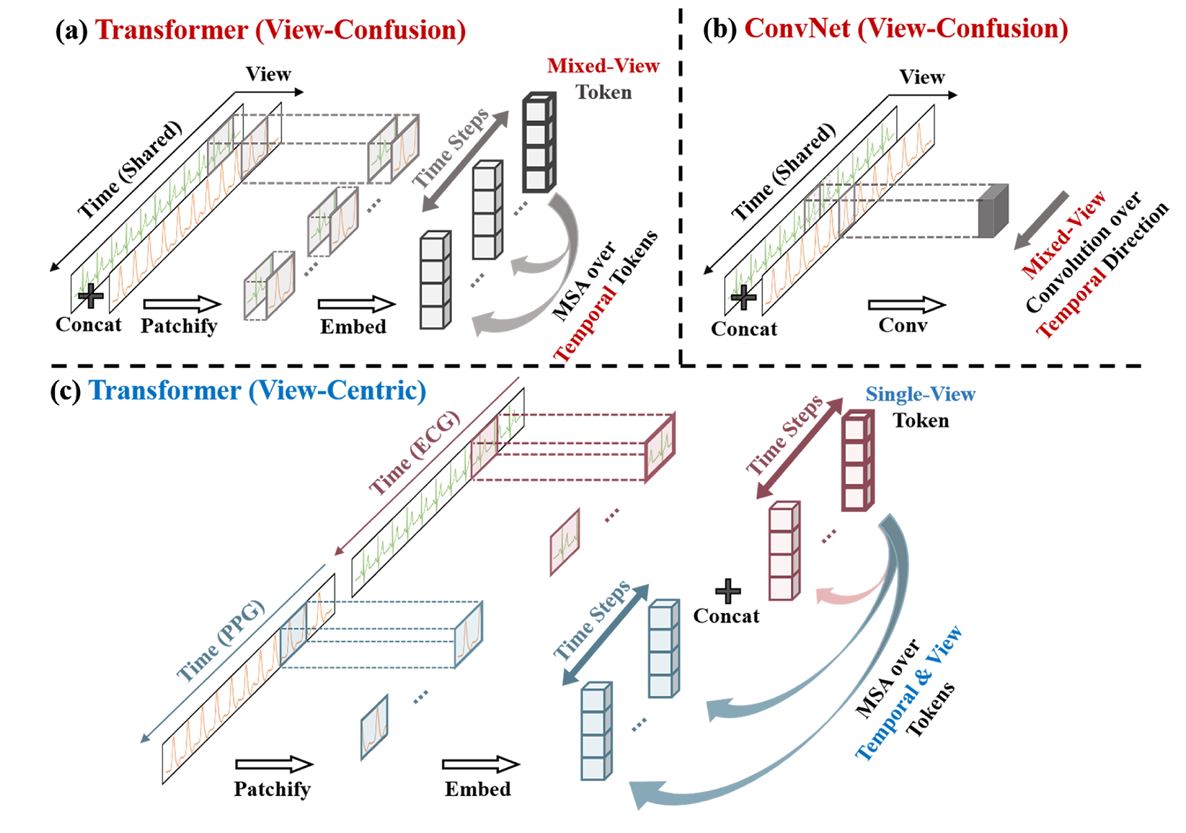 (a) Transformer (View-Confusion)
View
Time (Shared)
Concat
Patchify
Embed
Time Steps
Mixed-View
Token
MSA over
Temporal Tokens
(b) ConvNet (View-Confusion)
View
Time (Shared)
Concat
Conv
Mixed-View
Convolution over
Temporal Direction
(c) Transformer (View-Centric)
Time (ECG)
Time (PPG)
Patchify
Embed
Time Steps
Concat
Time Steps
Single-View
Token
MSA over
Temporal & View
Tokens